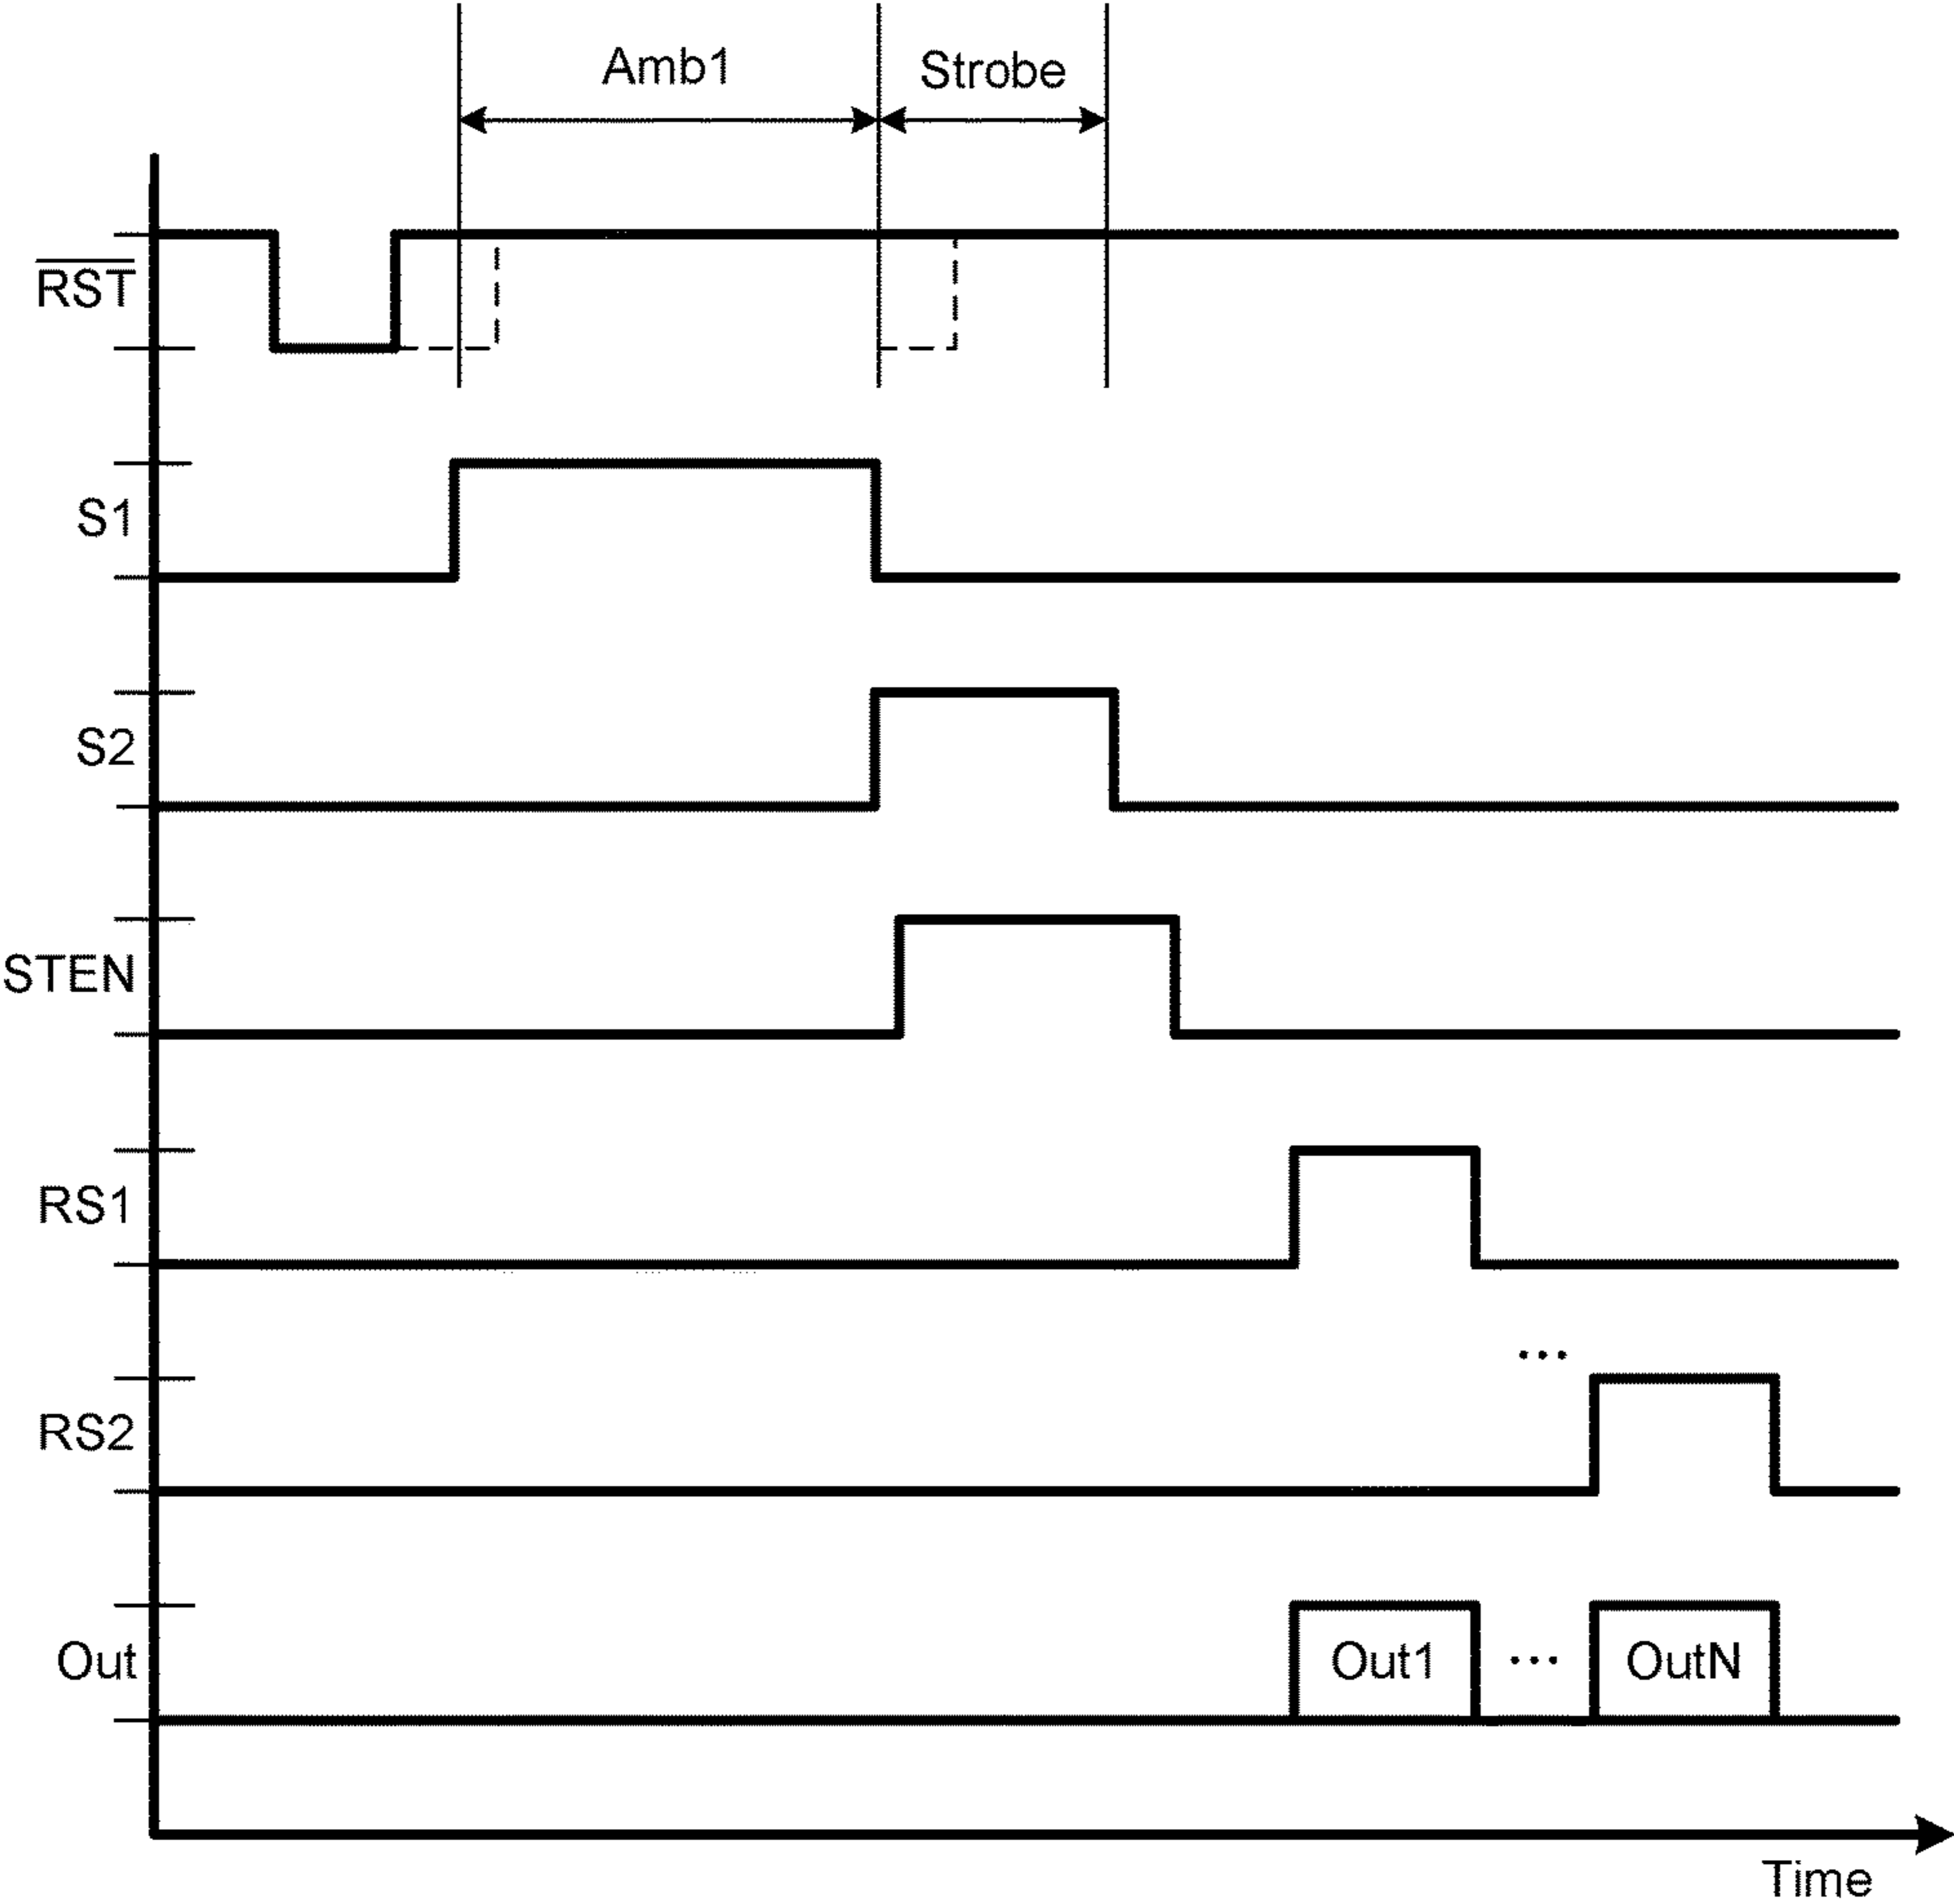 Amb1
Strobe
RST
S1
S2
STEN
RS1
...
RS2
Out
Out1
...
OutN
Time